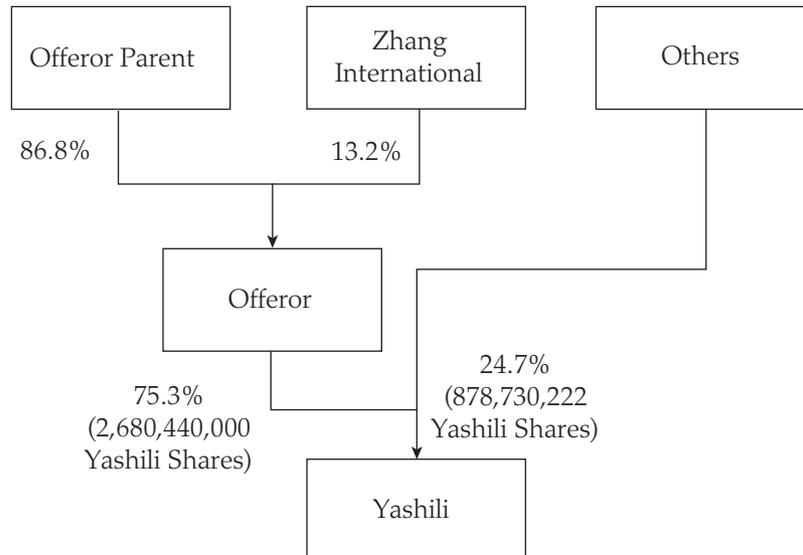 Offeror Parent
Zhang
International
Others
86.8%
13.2%
Offeror
75.3%
(2,680,440,000
Yashili Shares)
24.7%
(878,730,222
Yashili Shares)
Yashili